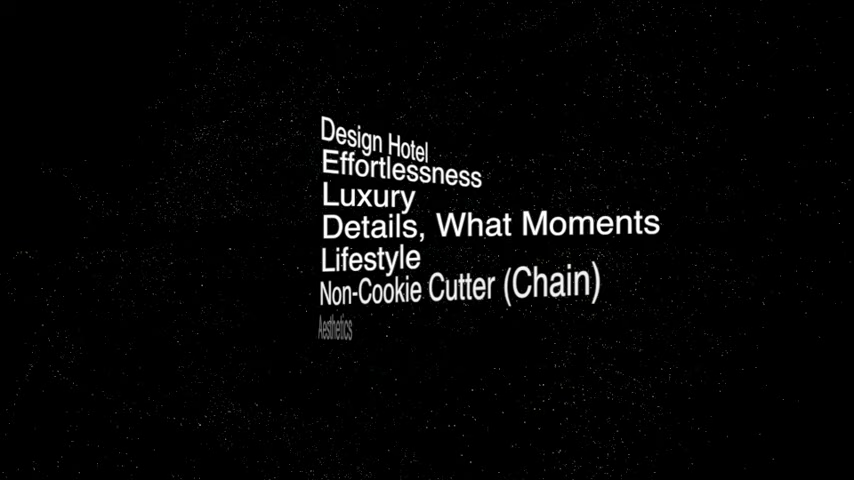 Design Hotel
Effortlessness
Luxury
Details, What Moments
Lifestyle
Non-Cookie Cutter (Chain)
Aesthetics